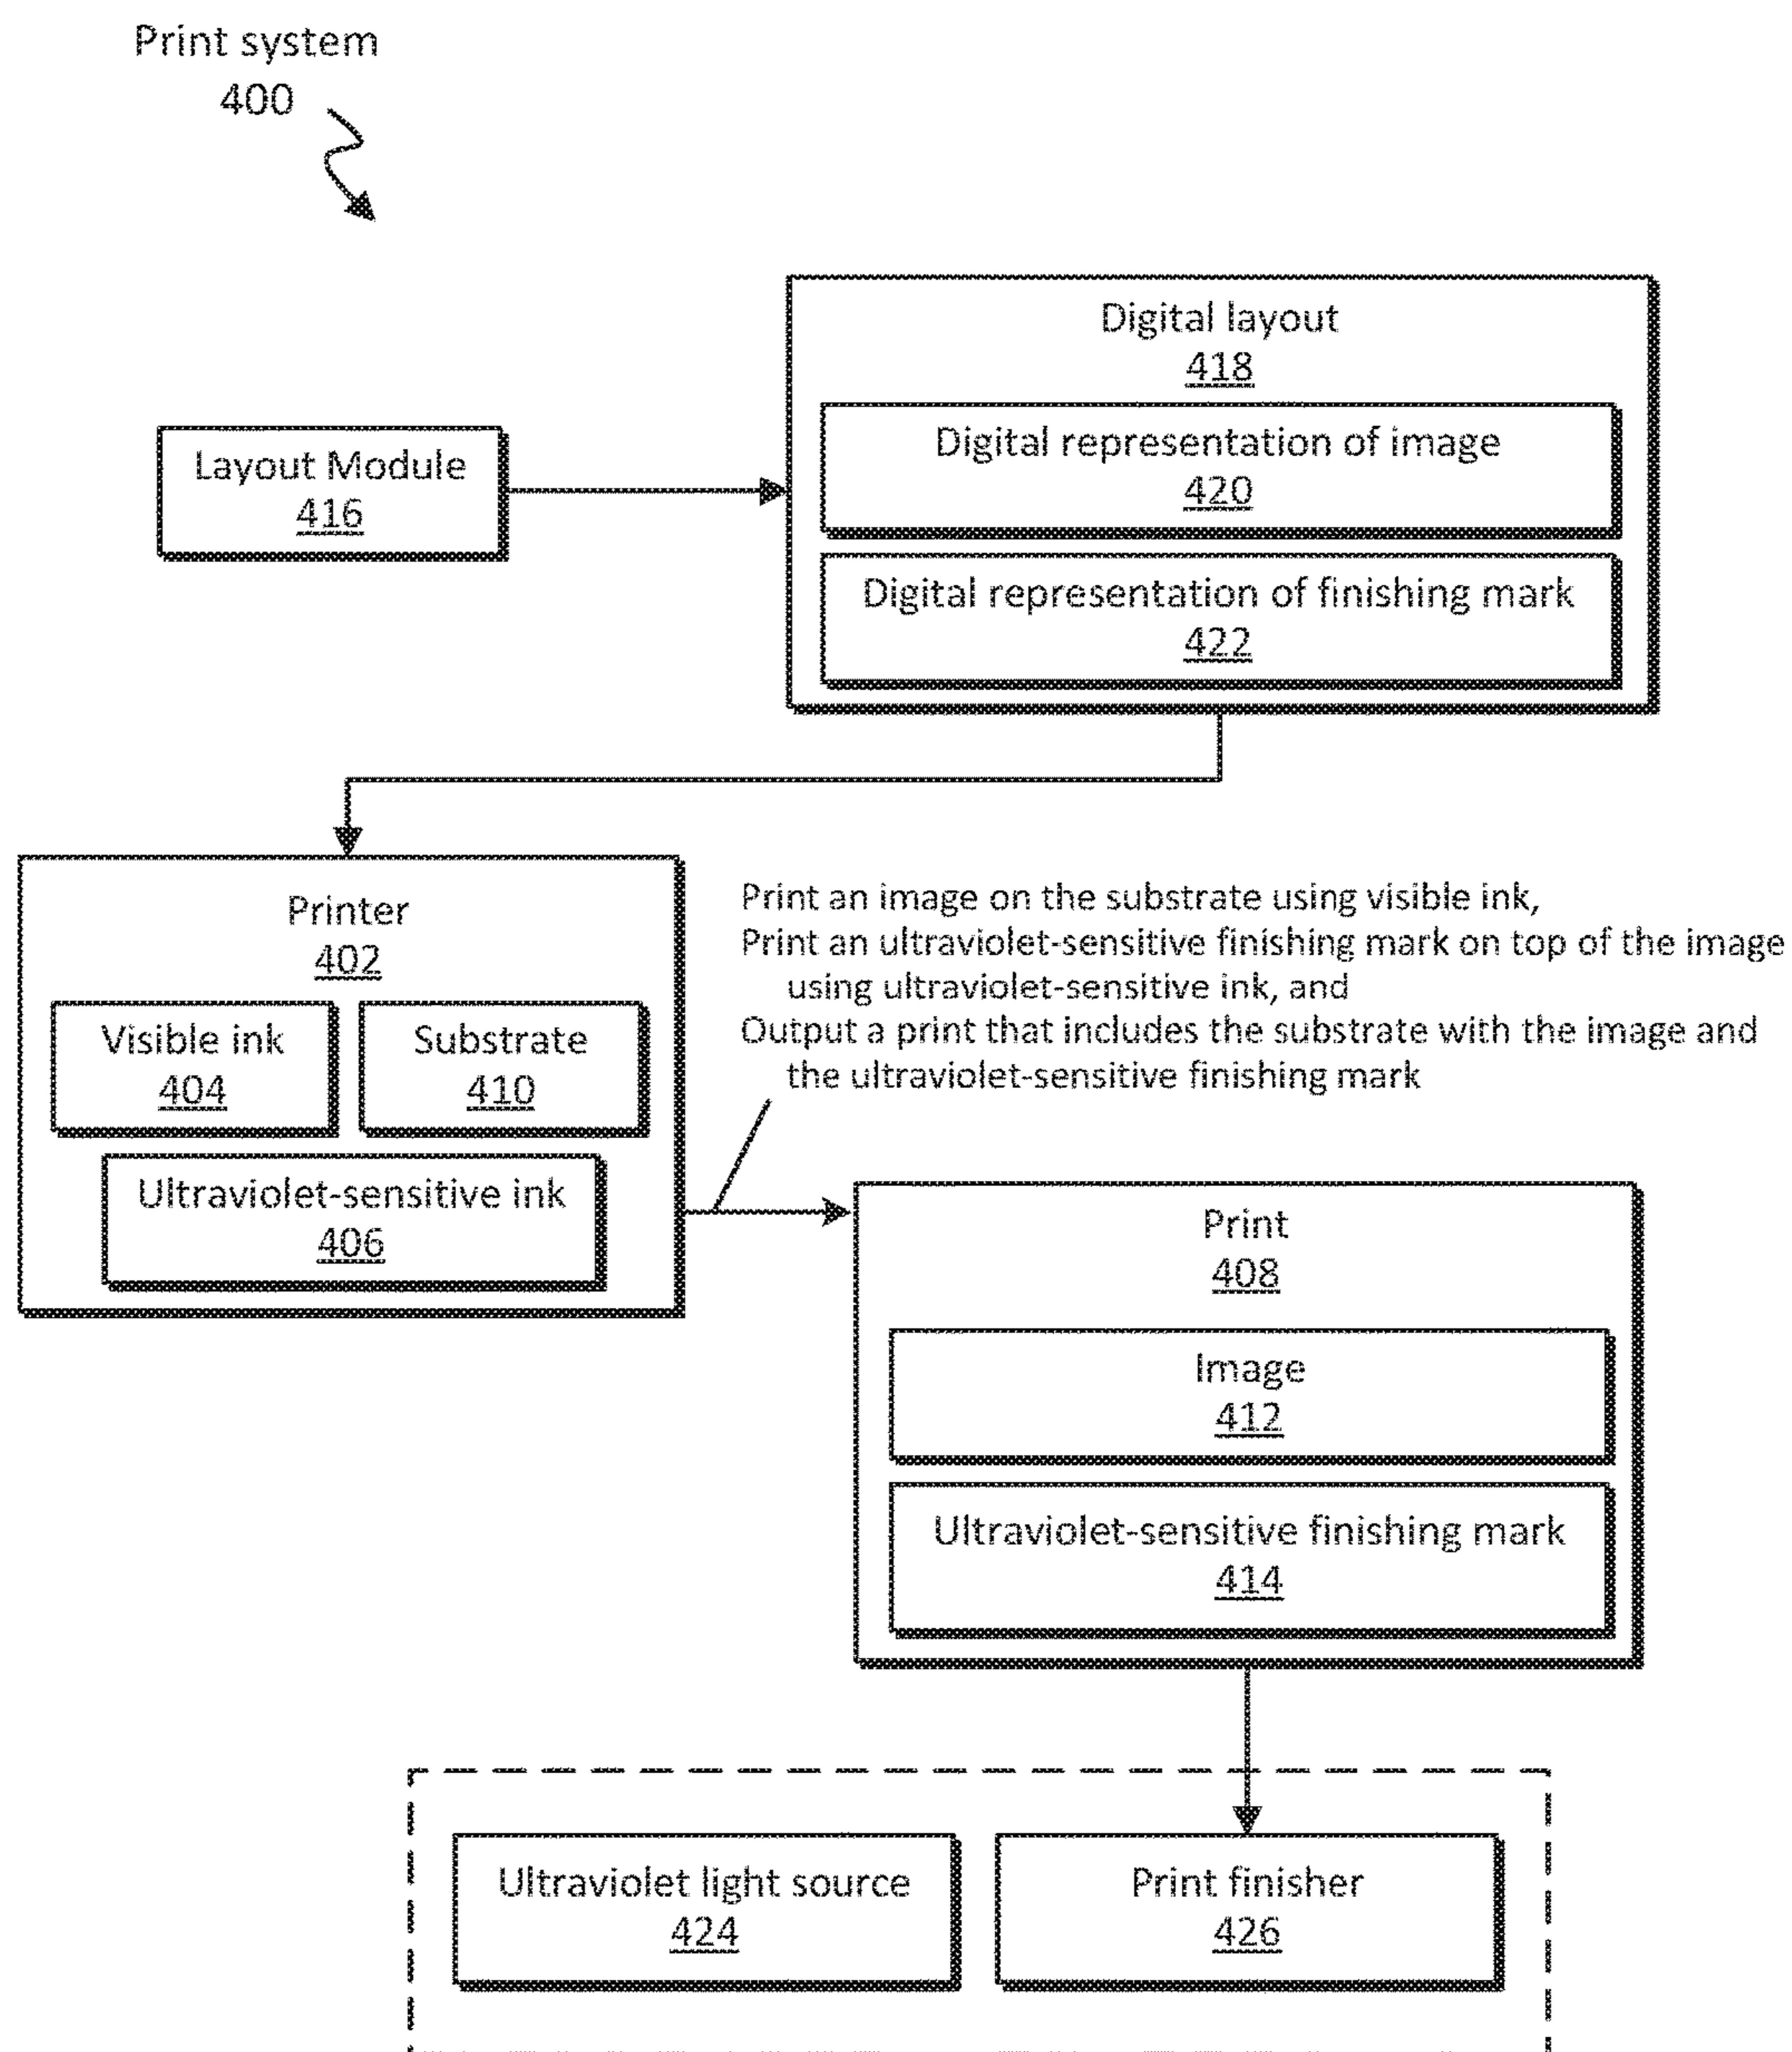 Print system
400
Digital layout
418
Digital representation of image
420
Digital representation of finishing mark
422
Layout Module
416
Printer
402
Visible ink
404
Substrate
410
Ultraviolet-sensitive ink
406
Print an image on the substrate using visible ink,
Print an ultraviolet-sensitive finishing mark on top of the image
using ultraviolet-sensitive ink, and
Output a print that includes the substrate with the image and
the ultraviolet-sensitive finishing mark
Print
408
Image
412
Ultraviolet-sensitive finishing mark
414
Ultraviolet light source
424
Print finisher
426